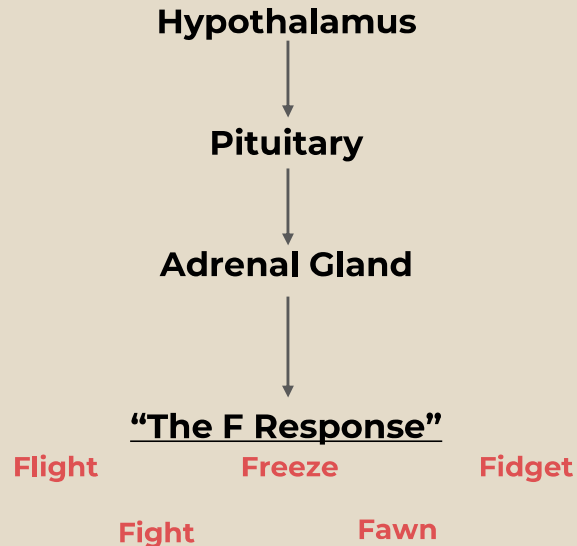 Hypothalamus
Pituitary
Adrenal Gland
“The F Response”
Flight Freeze Fidget
Fight Fawn